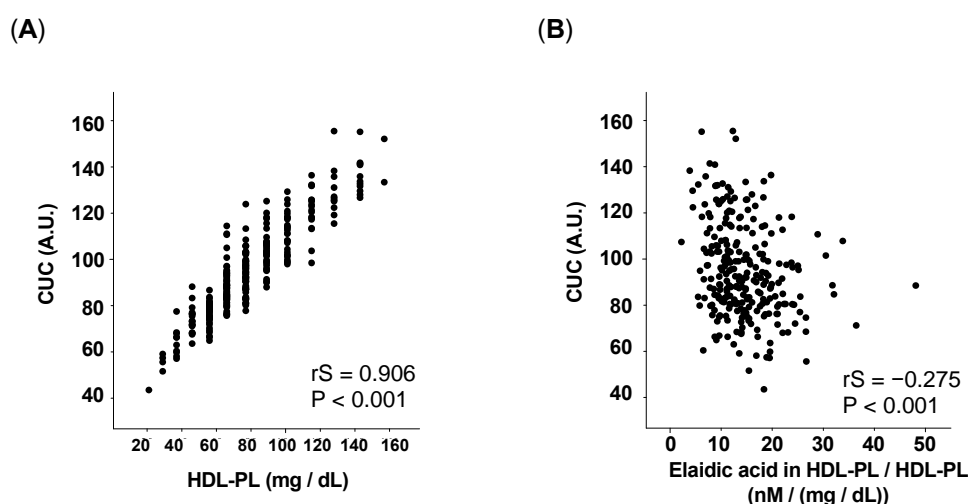 (A)
160
140
120
100
80
60
40
CUC (A.U.)
rS = 0.906
P < 0.001
20 40 60 80 100 120 140 160
HDL-PL (mg / dL)
(B)
160
140
120
100
80
60
40
CUC (A.U.)
rS = −0.275
P < 0.001
0 10 20 30 40 50
Elaidic acid in HDL-PL / HDL-PL
(nM / (mg / dL))